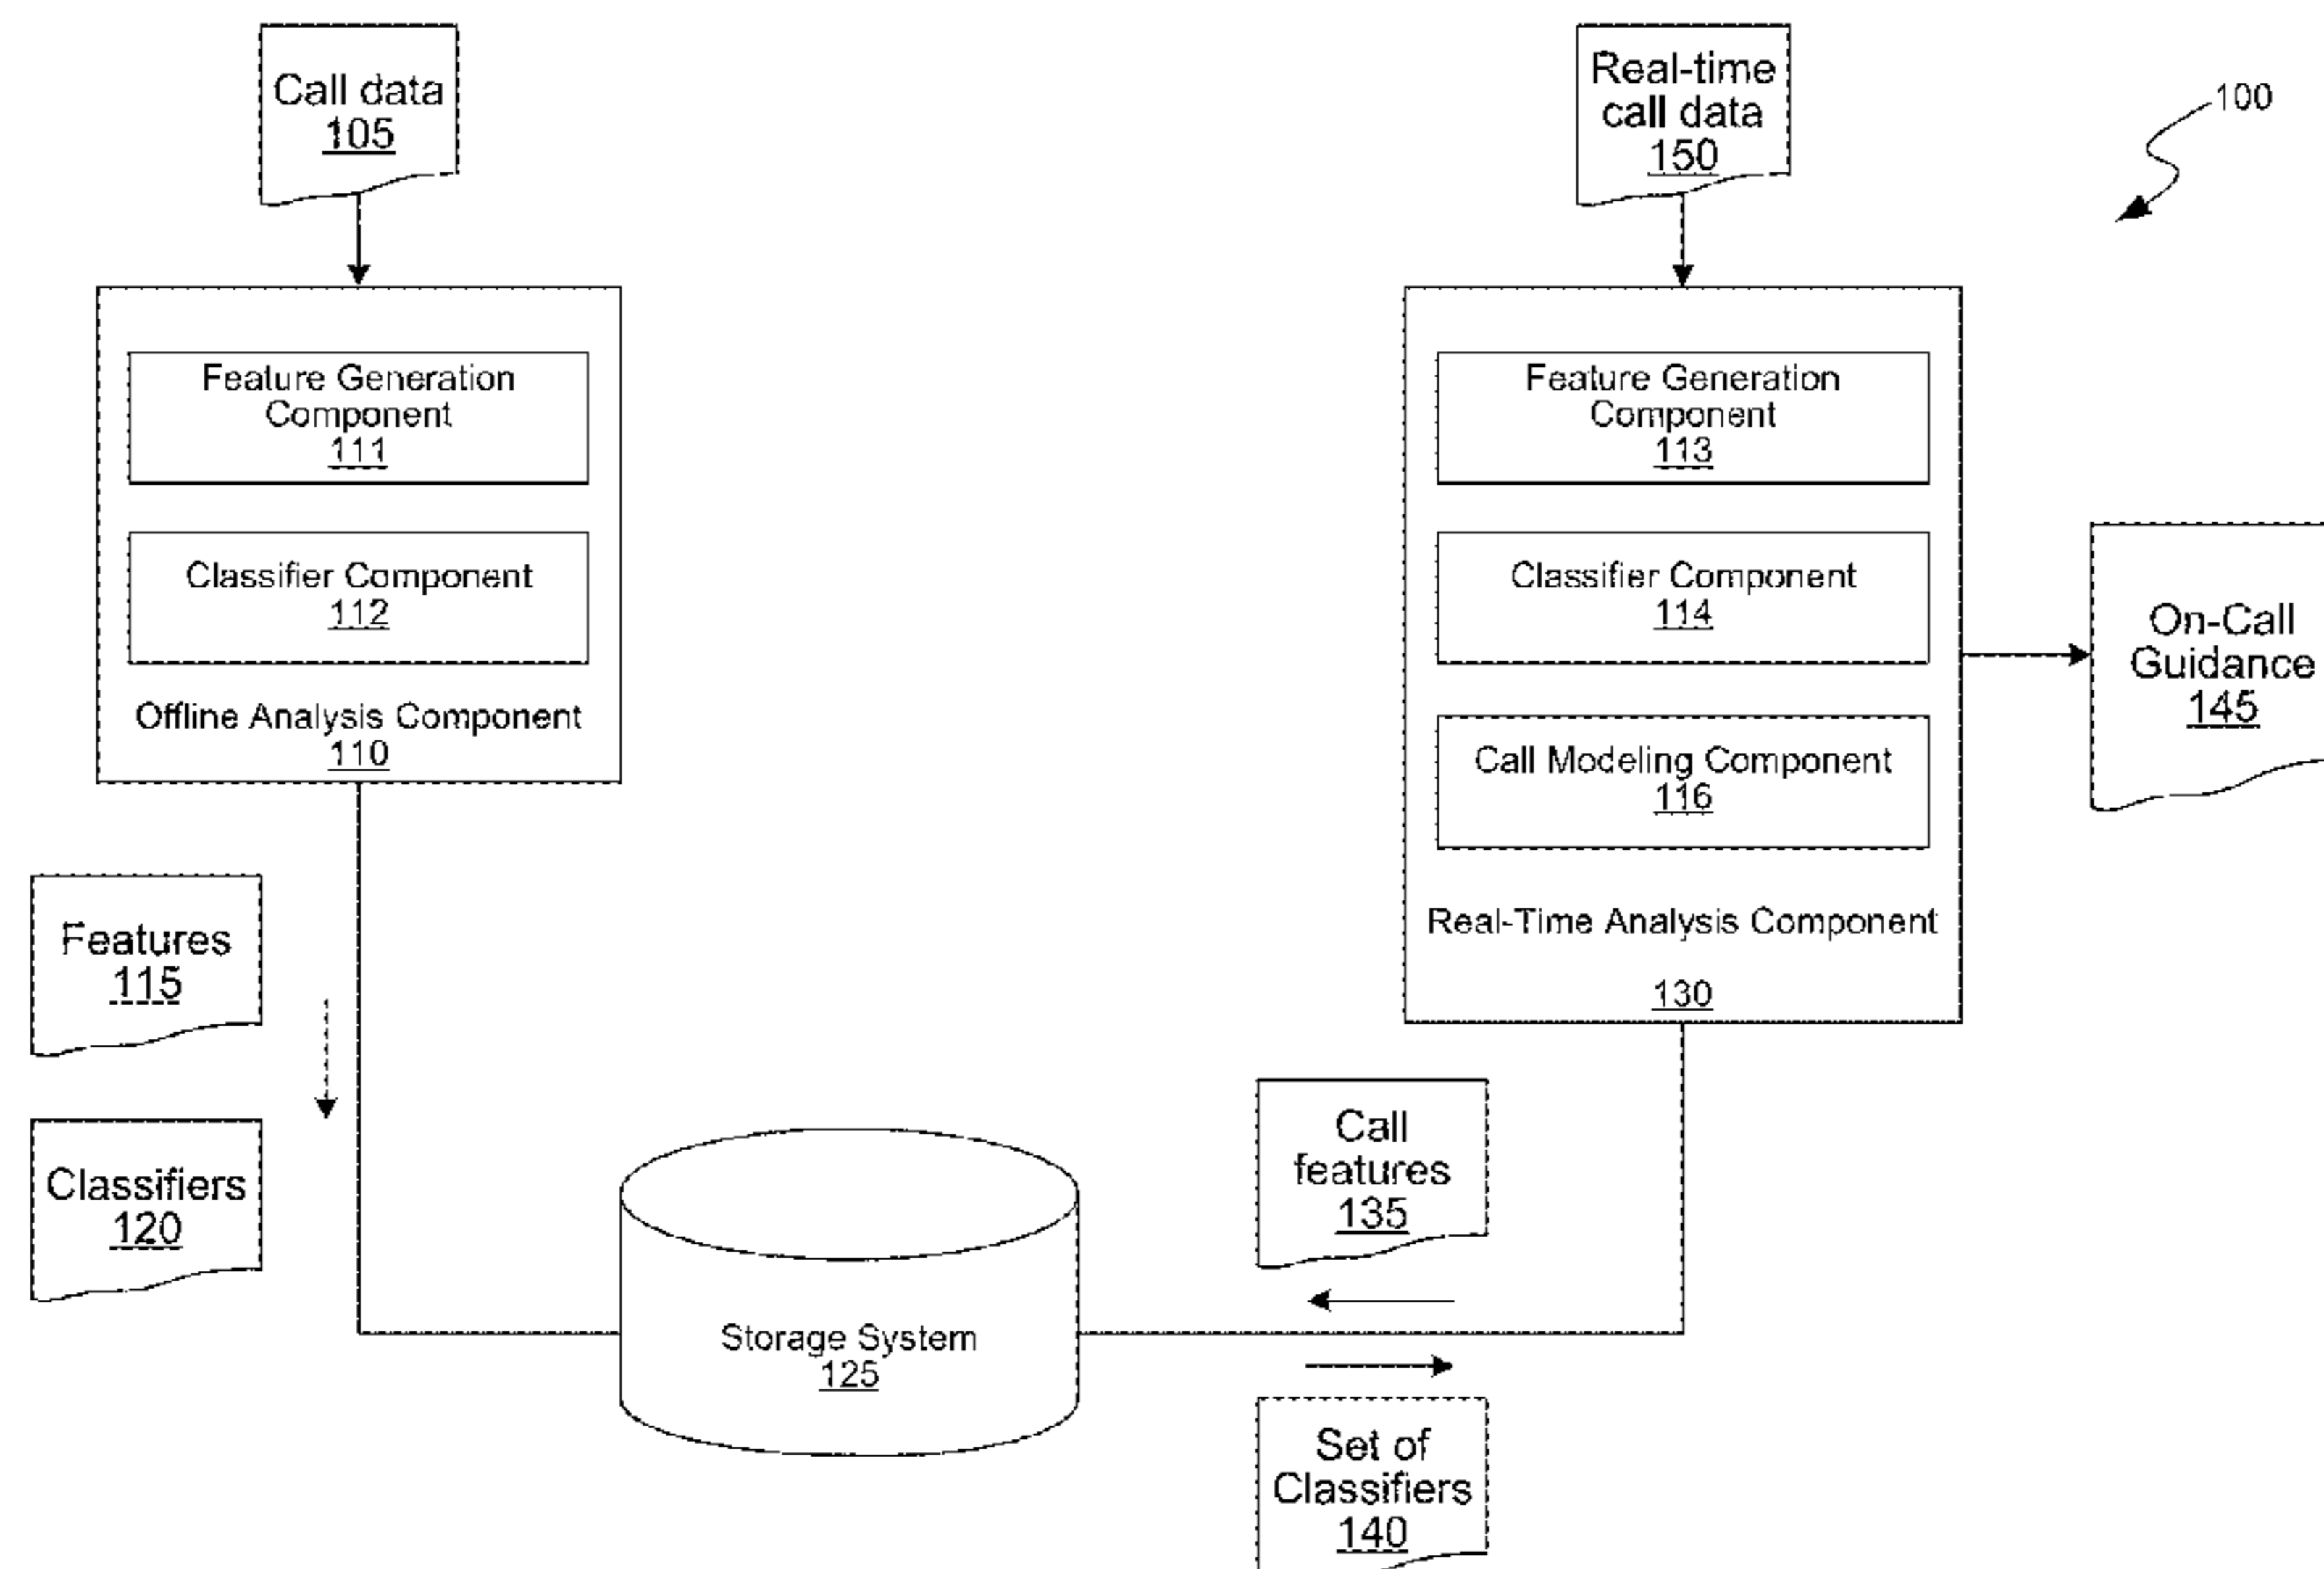 Call data
105
Real-time
call data
150
100
Feature Generation
Component
111
Classifier Component
112
Offline Analysis Component
110
Feature Generation
Component
113
Classifier Component
114
Call Modeling Component
116
Real-Time Analysis Component
130
On-Call
Guidance
145
Features
115
Classifiers
120
Storage System
125
Call
features
135
Set of
Classifiers
140